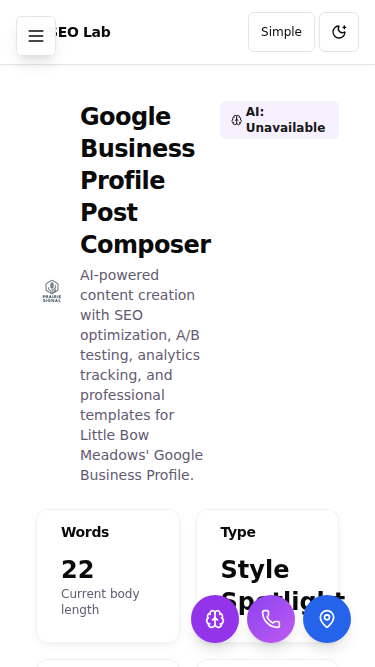 SEO Lab
Simple
Google
Business
Profile
Post
Composer
AI:
Unavailable
AI-powered
content creation
with SEO
optimization, A/B
testing, analytics
tracking, and
professional
templates for
Little Bow
Meadows' Google
Business Profile.
PRAIRIE
SIGNAL
Words
22
Current body
length
Type
Style
Spotlight